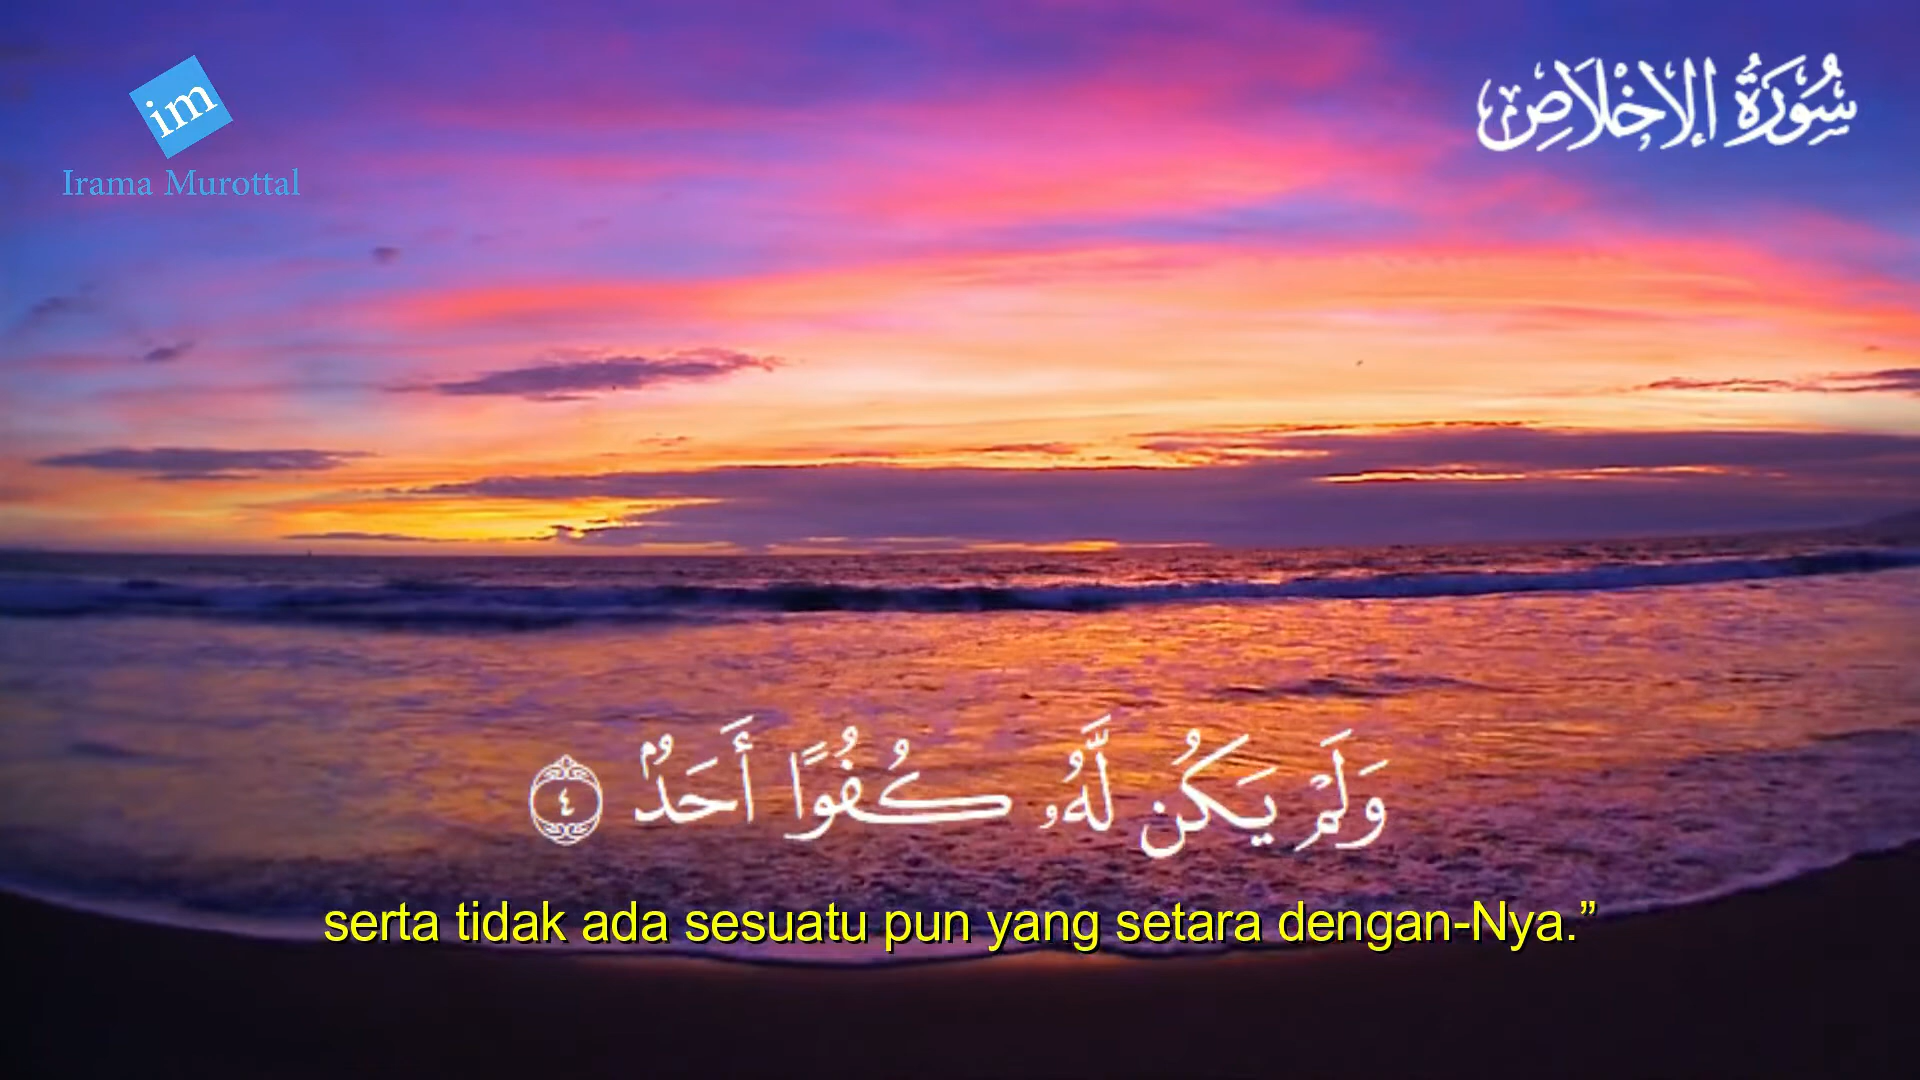 im
Irama Murottal
سُورَةُ الإِخْلَاصِ
وَلَمْ يَكُن لَّهُۥ كُفُوًا أَحَدٌۢ ٤
serta tidak ada sesuatu pun yang setara dengan-Nya.”